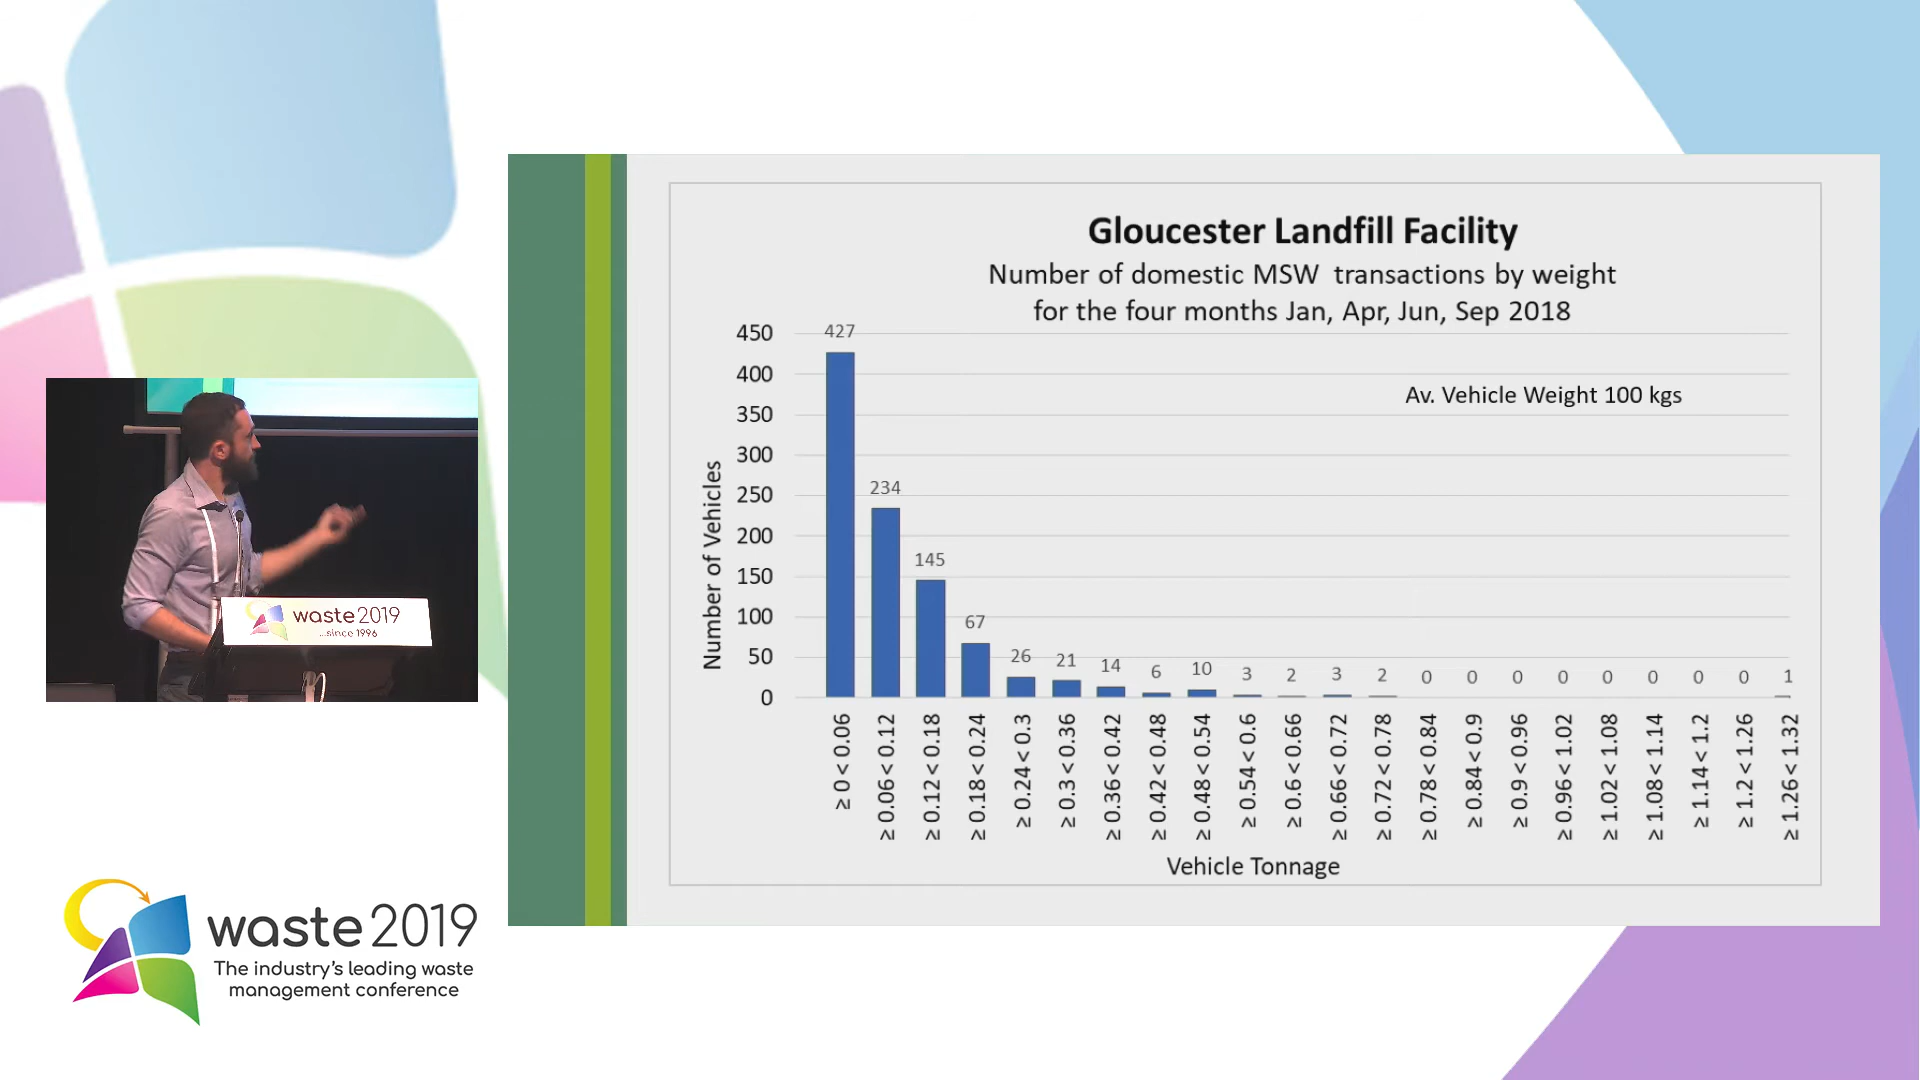 Gloucester Landfill Facility
Number of domestic MSW transactions by weight
for the four months Jan, Apr, Jun, Sep 2018
Av. Vehicle Weight 100 kgs
Number of Vehicles
450
400
350
300
250
200
150
100
50
0
427
234
145
67
26
21
14
6
10
3
2
3
2
0
0
0
0
0
0
0
0
1
≥ 0 < 0.06
≥ 0.06 < 0.12
≥ 0.12 < 0.18
≥ 0.18 < 0.24
≥ 0.24 < 0.3
≥ 0.3 < 0.36
≥ 0.36 < 0.42
≥ 0.42 < 0.48
≥ 0.48 < 0.54
≥ 0.54 < 0.6
≥ 0.6 < 0.66
≥ 0.66 < 0.72
≥ 0.72 < 0.78
≥ 0.78 < 0.84
≥ 0.84 < 0.9
≥ 0.9 < 0.96
≥ 0.96 < 1.02
≥ 1.02 < 1.08
≥ 1.08 < 1.14
≥ 1.14 < 1.2
≥ 1.2 < 1.26
≥ 1.26 < 1.32
Vehicle Tonnage
waste 2019
...since 1996
waste 2019
The industry's leading waste
management conference